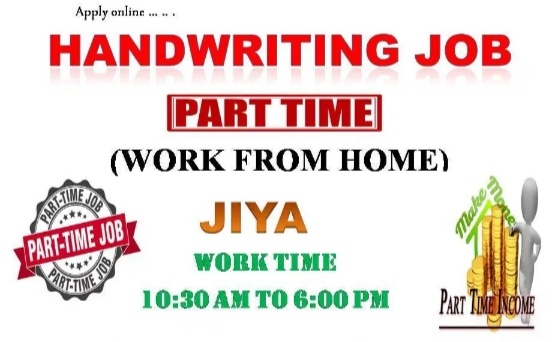 Apply online ... .. .
HANDWRITING JOB
PART TIME
(WORK FROM HOME)
PART-TIME JOB
PART-TIME JOB
PART-TIME JOB
JIYA
WORK TIME
10:30 AM TO 6:00 PM
Make
Money
PART TIME INCOME